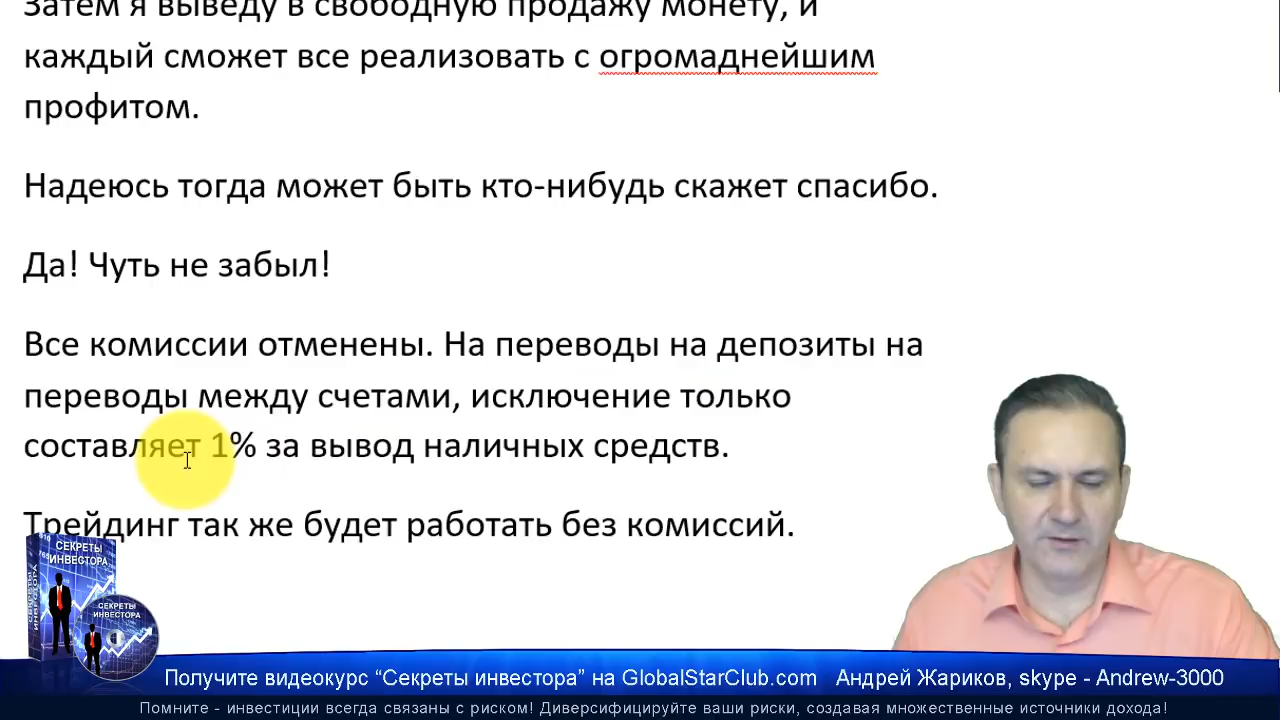 Затем я выведу в свободную продажу монету, и
каждый сможет все реализовать с огромаднейшим
профитом.
Надеюсь тогда может быть кто-нибудь скажет спасибо.
Да! Чуть не забыл!
Все комиссии отменены. На переводы на депозиты на
переводы между счетами, исключение только
составляет 1% за вывод наличных средств.
Трейдинг так же будет работать без комиссий.
СЕКРЕТЫ
ИНВЕСТОРА
СЕКРЕТЫ
ИНВЕСТОРА
СЕКРЕТЫ
ИНВЕСТОРА
Получите видеокурс “Секреты инвестора” на GlobalStarClub.com Андрей Жариков, skype - Andrew-3000
Помните - инвестиции всегда связаны с риском! Диверсифицируйте ваши риски, создавая множественные источники дохода!